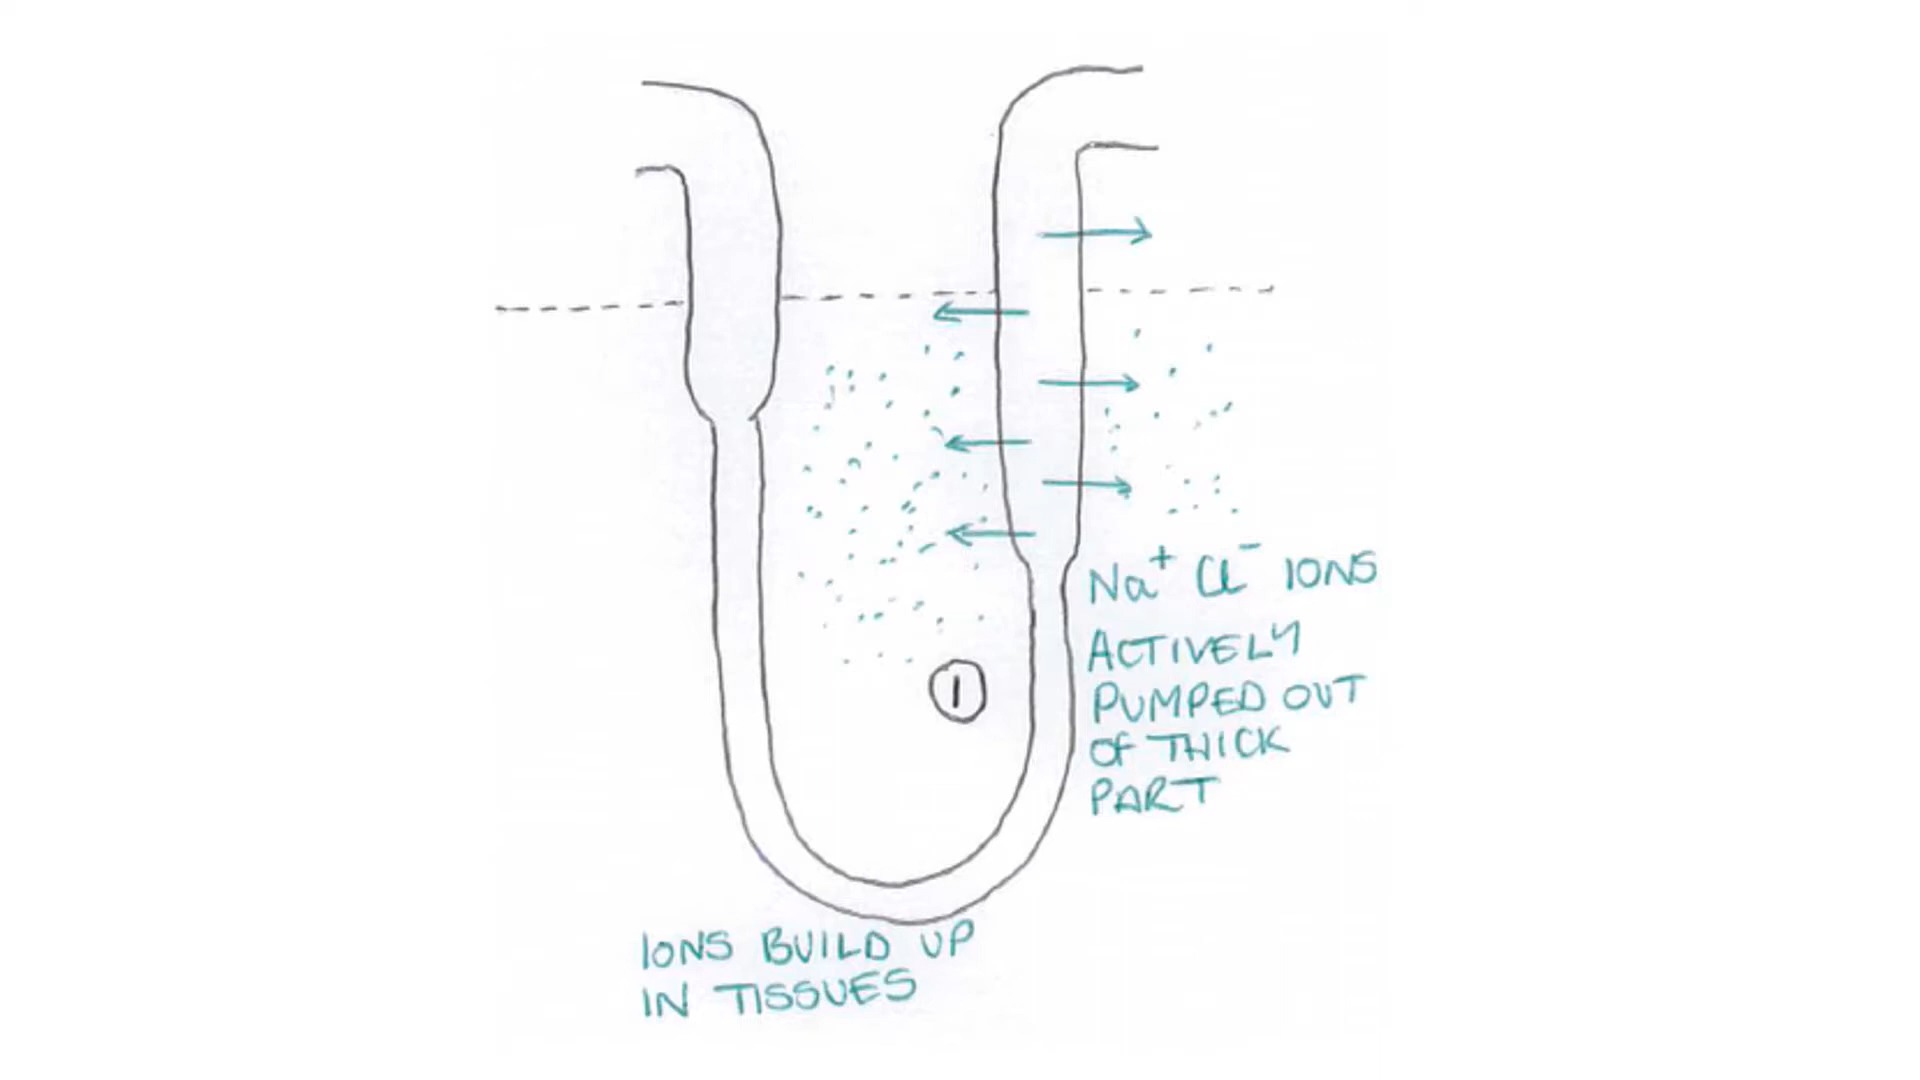 1
Na+ Cl- IONS
ACTIVELY
PUMPED OUT
OF THICK
PART
IONS BUILD UP
IN TISSUES